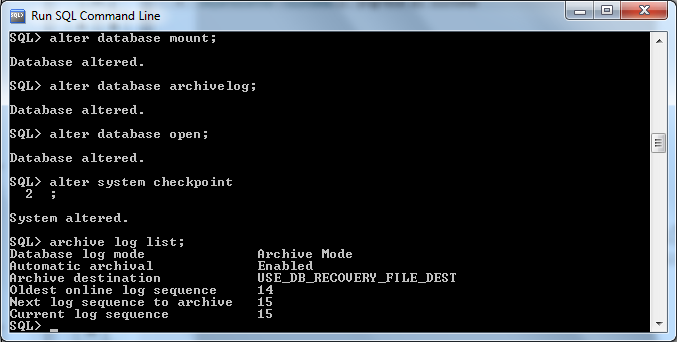 Run SQL Command Line
SQL> alter database mount;
Database altered.
SQL> alter database archivelog;
Database altered.
SQL> alter database open;
Database altered.
SQL> alter system checkpoint
  2  ;
System altered.
SQL> archive log list;
Database log mode              Archive Mode
Automatic archival             Enabled
Archive destination            USE_DB_RECOVERY_FILE_DEST
Oldest online log sequence     14
Next log sequence to archive   15
Current log sequence           15
SQL> _